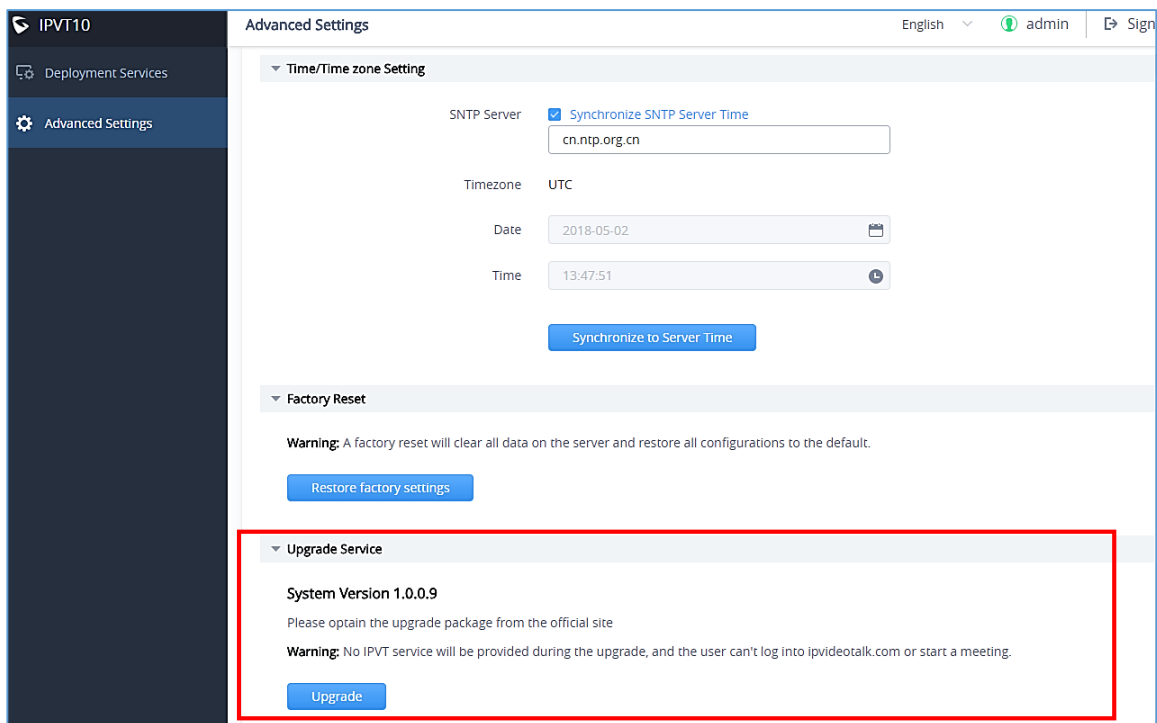 IPVT10
Advanced Settings
English
admin
Sign
Deployment Services
Advanced Settings
Time/Time zone Setting
SNTP Server
Synchronize SNTP Server Time
cn.ntp.org.cn
Timezone
UTC
Date
2018-05-02
Time
13:47:51
Synchronize to Server Time
Factory Reset
Warning: A factory reset will clear all data on the server and restore all configurations to the default.
Restore factory settings
Upgrade Service
System Version 1.0.0.9
Please optain the upgrade package from the official site
Warning: No IPVT service will be provided during the upgrade, and the user can't log into ipvideotalk.com or start a meeting.
Upgrade